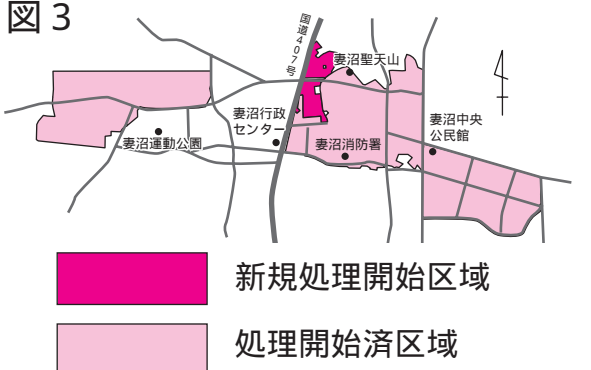 図3
国道407号
妻沼聖天山
妻沼行政
センター
妻沼中央
公民館
妻沼運動公園
妻沼消防署
新規処理開始区域
処理開始済区域